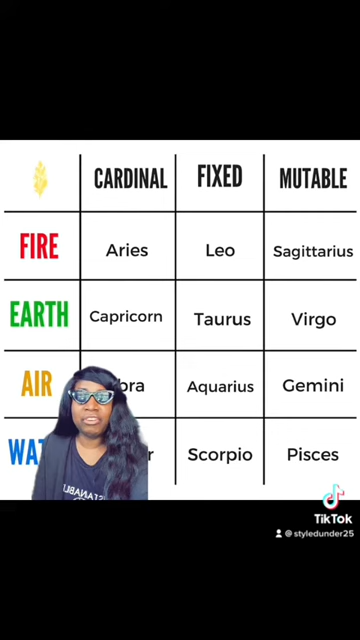 CARDINAL FIXED MUTABLE
FIRE Aries Leo Sagittarius
EARTH Capricorn Taurus Virgo
AIR Aquarius Gemini
Scorpio Pisces
TikTok
@styledunder25